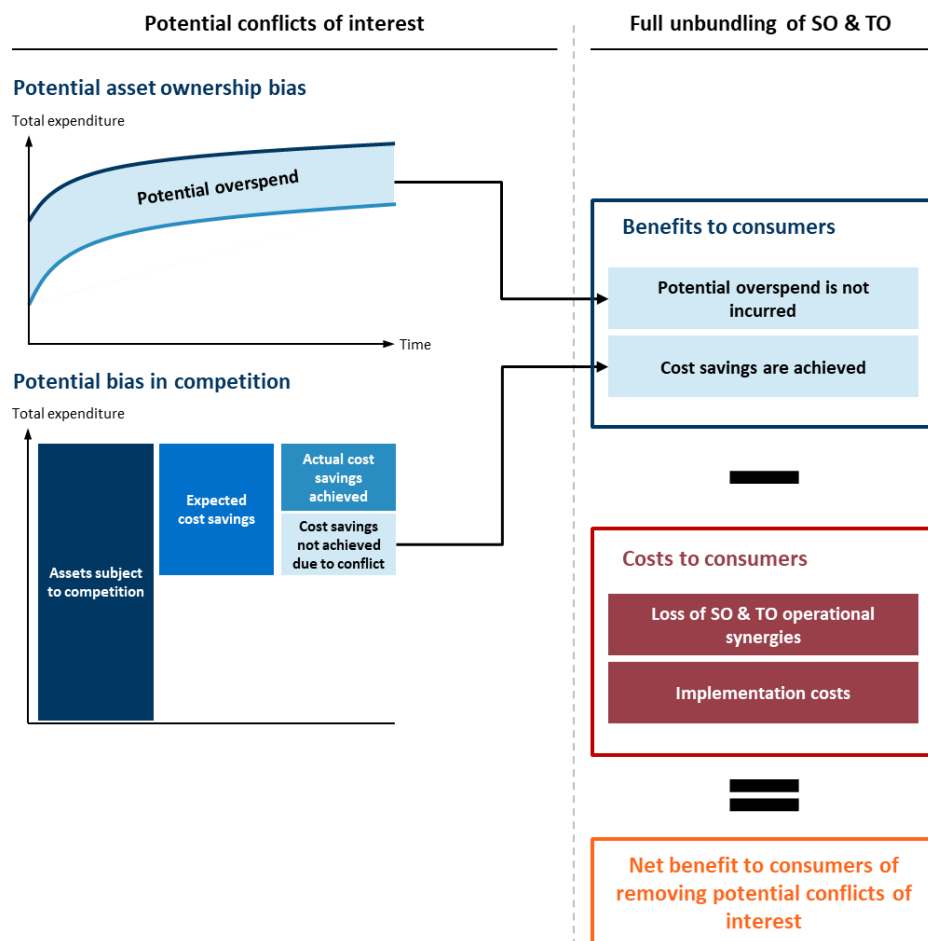 Potential conflicts of interest
Full unbundling of SO & TO
Potential asset ownership bias
Total expenditure
Potential overspend
Time
Potential bias in competition
Total expenditure
Assets subject
to competition
Expected
cost savings
Actual cost
savings
achieved
Cost savings
not achieved
due to conflict
Benefits to consumers
Potential overspend is not
incurred
Cost savings are achieved
Costs to consumers
Loss of SO & TO operational
synergies
Implementation costs
Net benefit to consumers of
removing potential conflicts of
interest